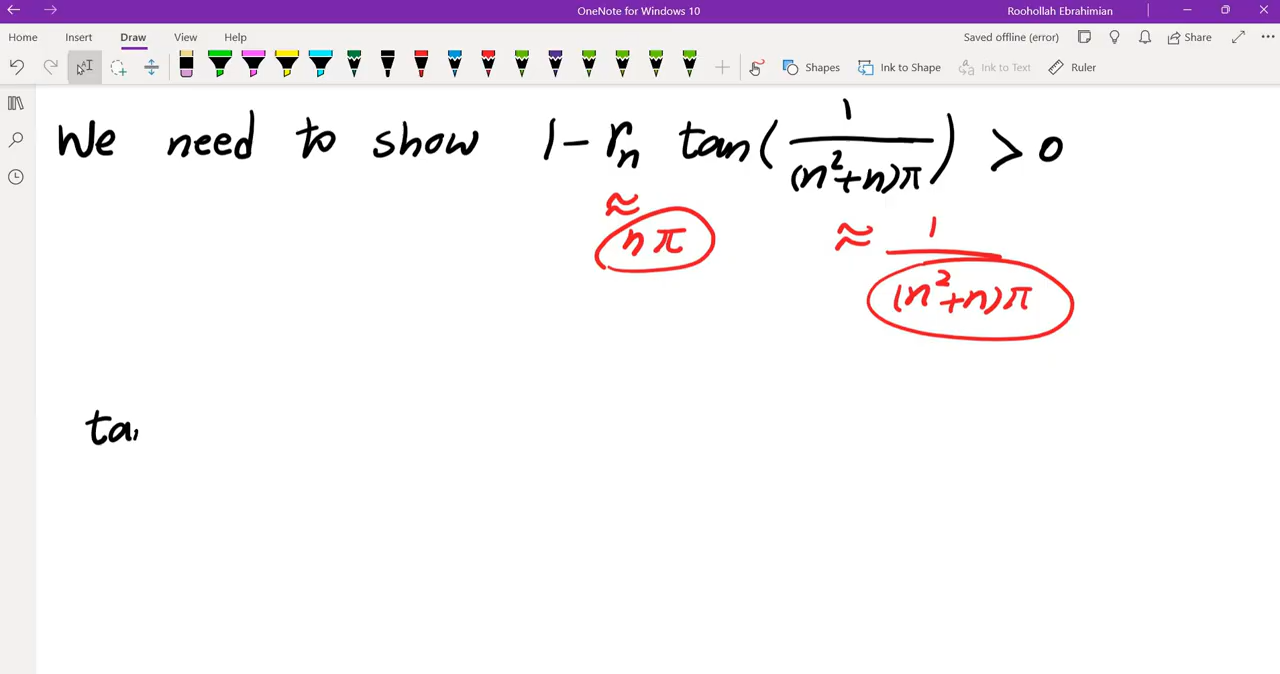 OneNote for Windows 10
Roohollah Ebrahimian
Home Insert Draw View Help
Saved offline (error) Share
Shapes Ink to Shape Ink to Text Ruler
We need to show 1 - rₙ tan(1/((n²+n)π)) > 0
≈ nπ ≈ 1/((n²+n)π)
ta